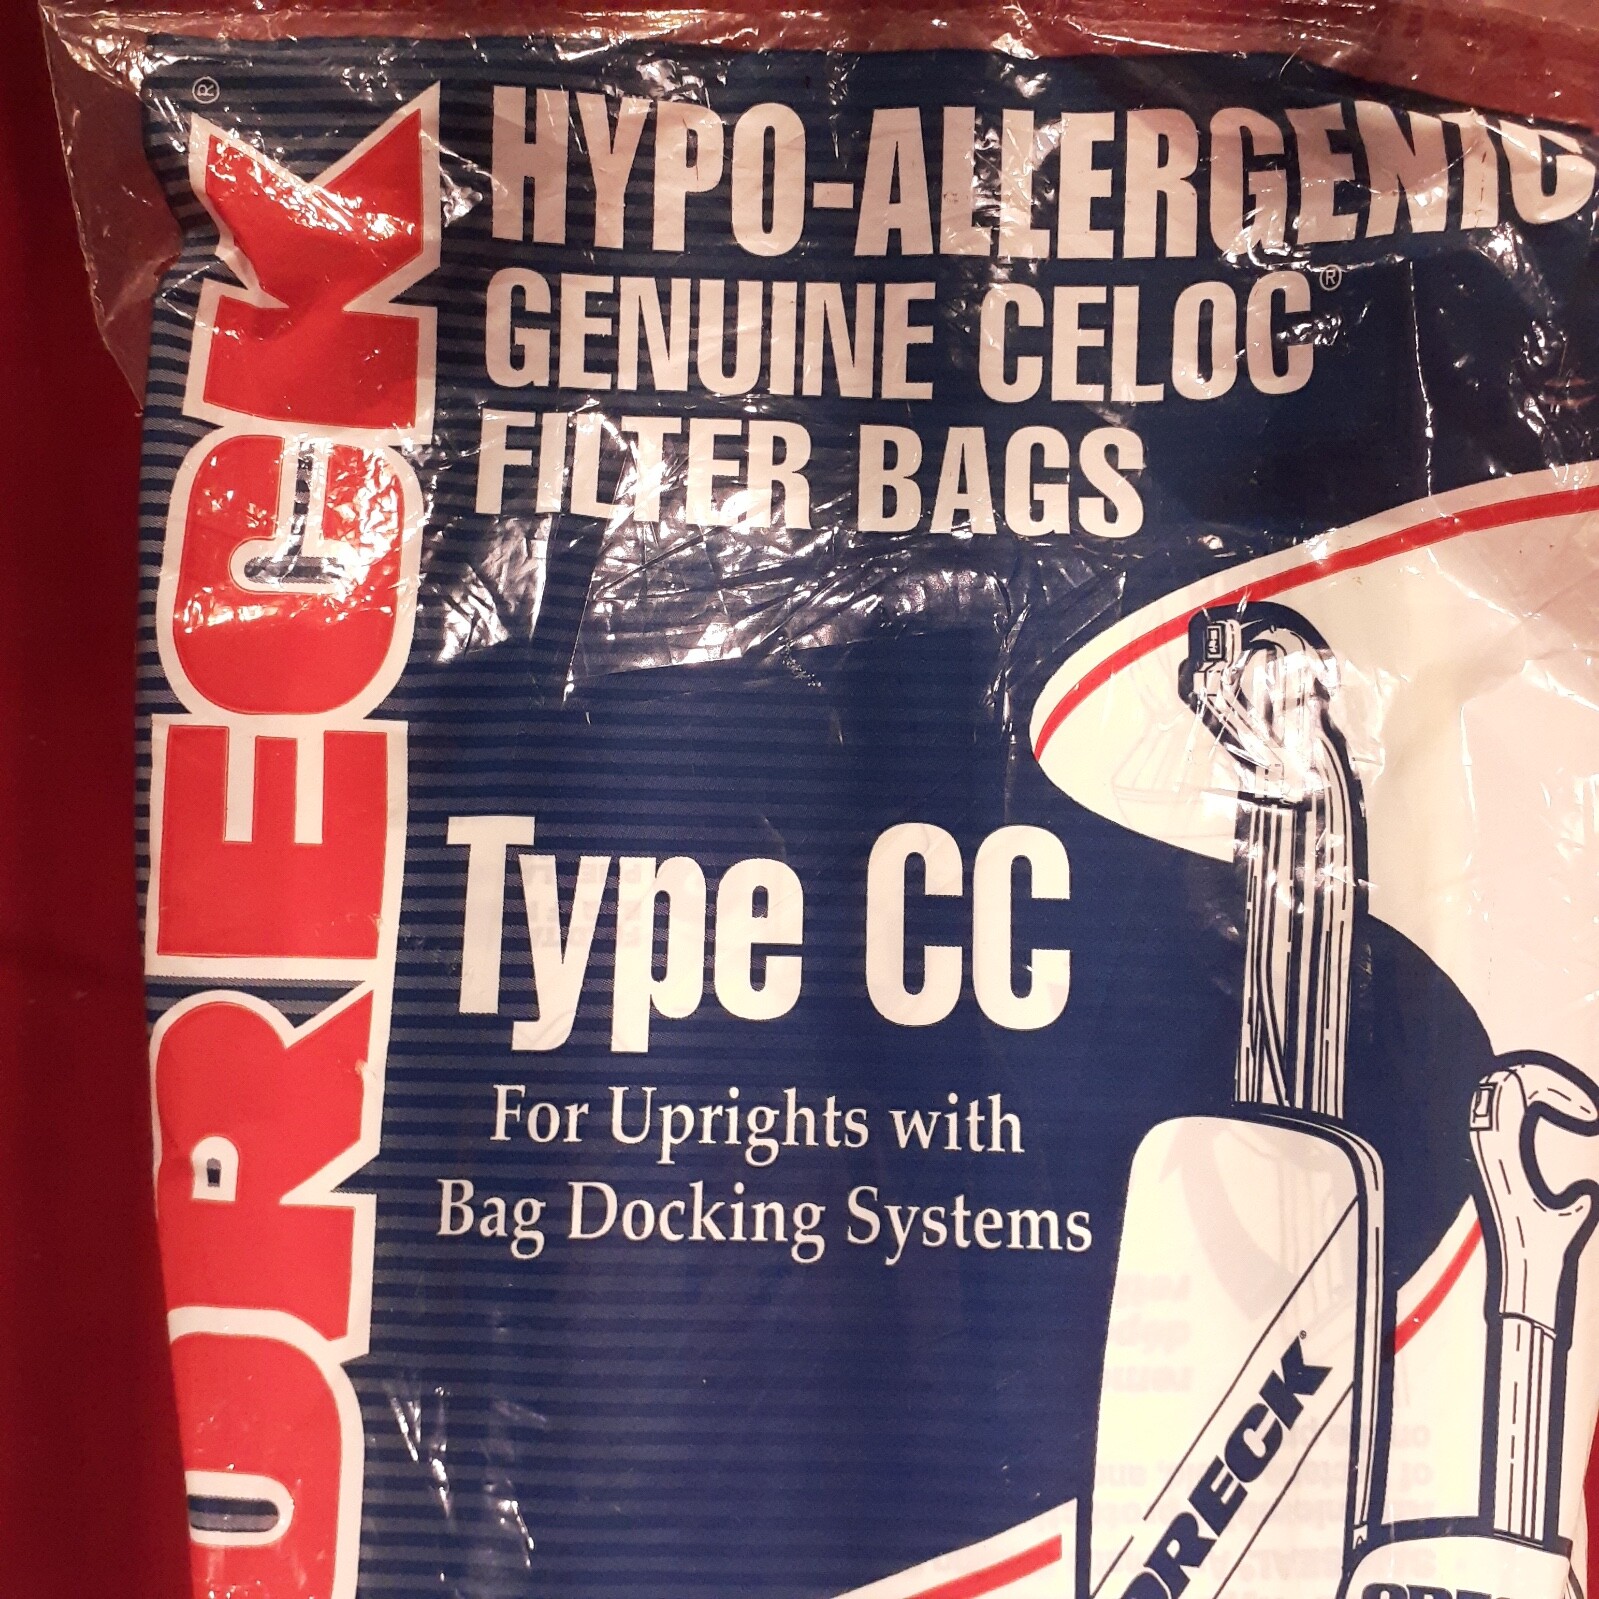 ORECK®
HYPO-ALLERGENIC
GENUINE CELOC®
FILTER BAGS
Type CC
For Uprights with
Bag Docking Systems
ORECK